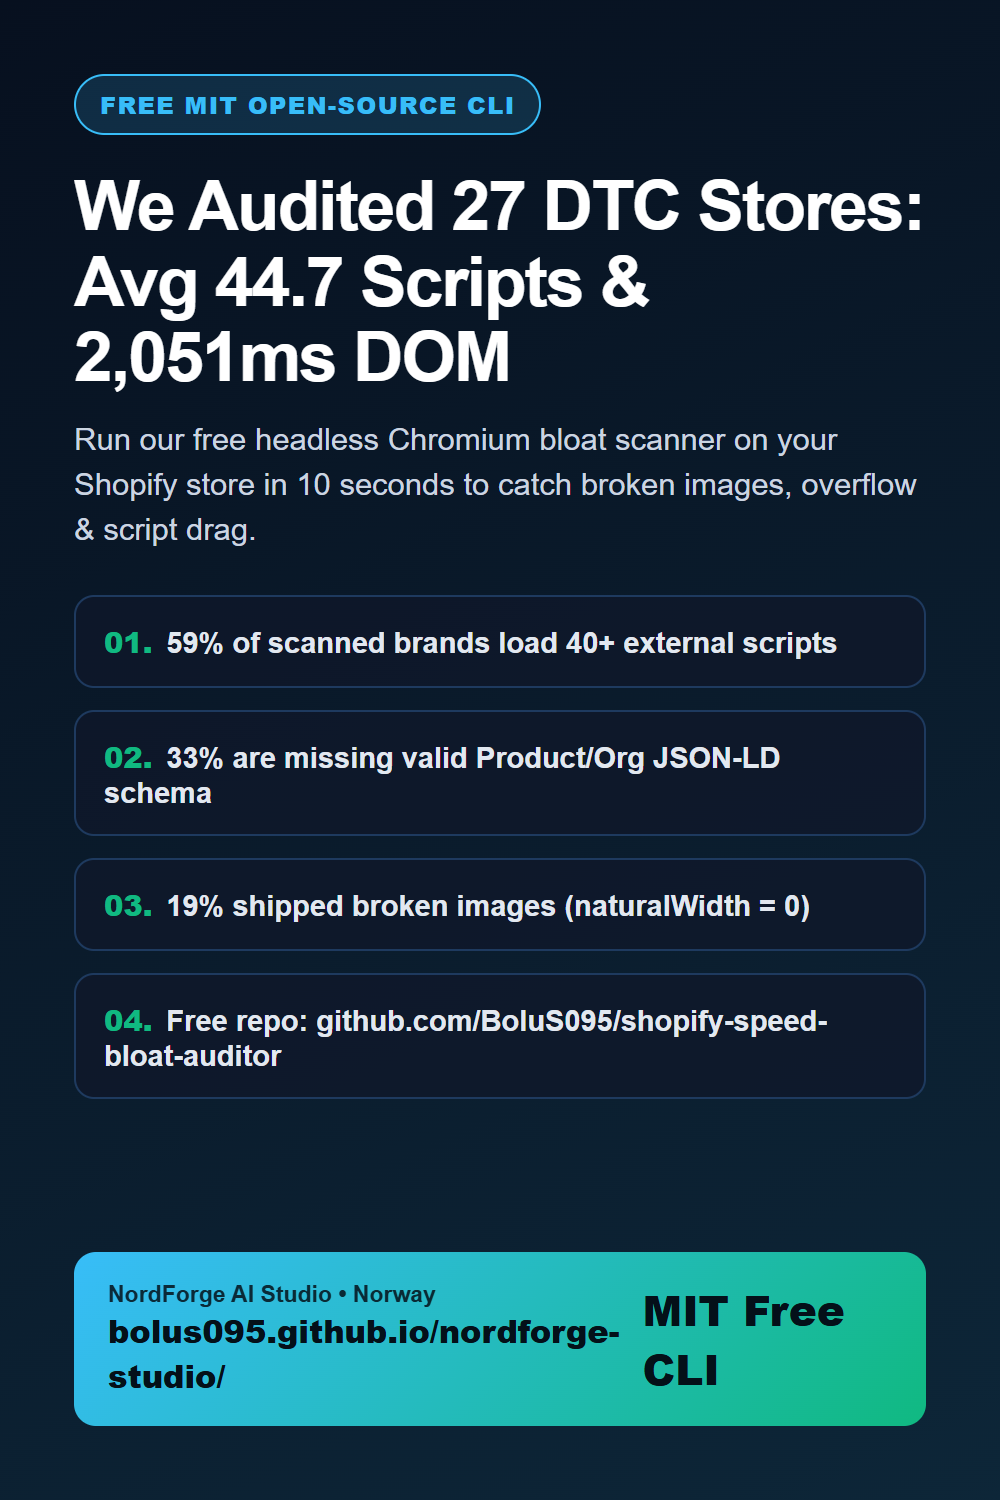 FREE MIT OPEN-SOURCE CLI
We Audited 27 DTC Stores:
Avg 44.7 Scripts &
2,051ms DOM
Run our free headless Chromium bloat scanner on your
Shopify store in 10 seconds to catch broken images, overflow
& script drag.
01. 59% of scanned brands load 40+ external scripts
02. 33% are missing valid Product/Org JSON-LD
schema
03. 19% shipped broken images (naturalWidth = 0)
04. Free repo: github.com/BoluS095/shopify-speed-
bloat-auditor
NordForge AI Studio • Norway
bolus095.github.io/nordforge-
studio/
MIT Free
CLI